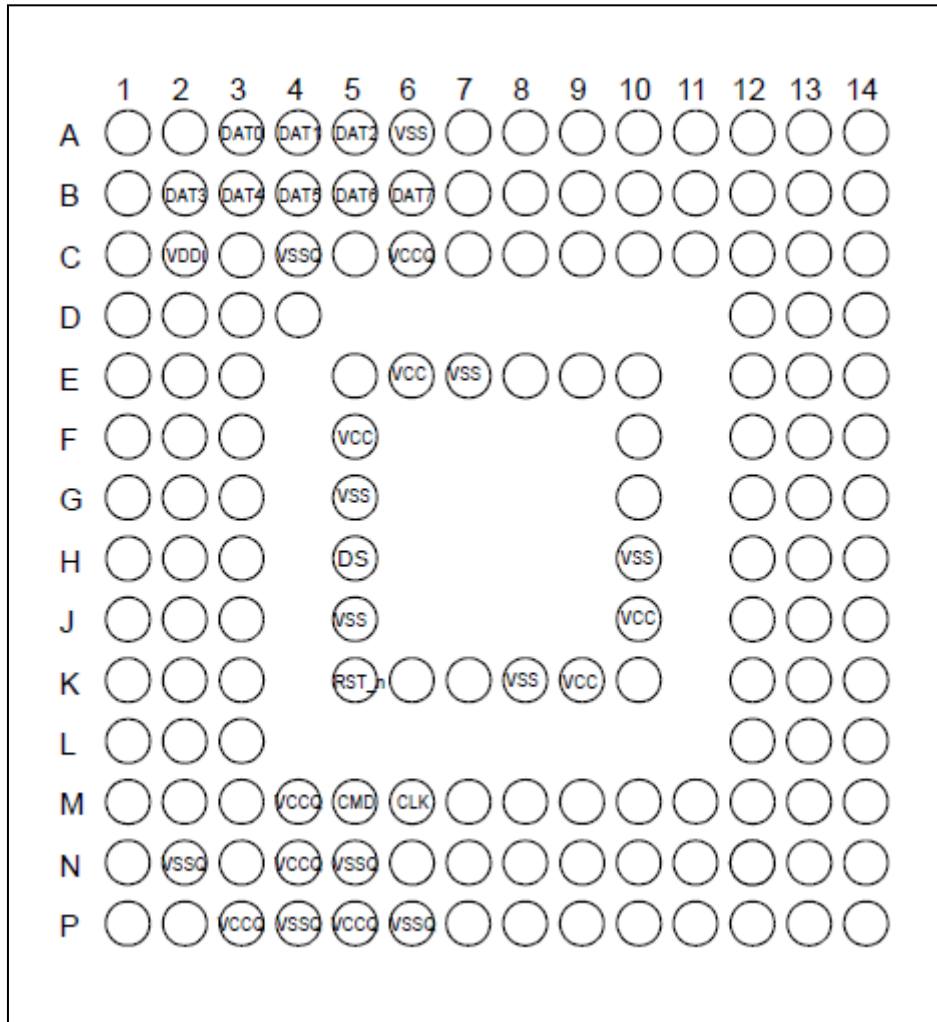 1 2 3 4 5 6 7 8 9 10 11 12 13 14
A DAT0 DAT1 DAT2 VSS
B DAT3 DAT4 DAT5 DAT6 DAT7
C VDDI VSSQ VCCQ
D
E VCC VSS
F VCC
G VSS
H DS VSS
J VSS VCC
K RST_n VSS VCC
L
M VCCQ CMD CLK
N VSSQ VCCQ VSSQ
P VCCQ VSSQ VCCQ VSSQ